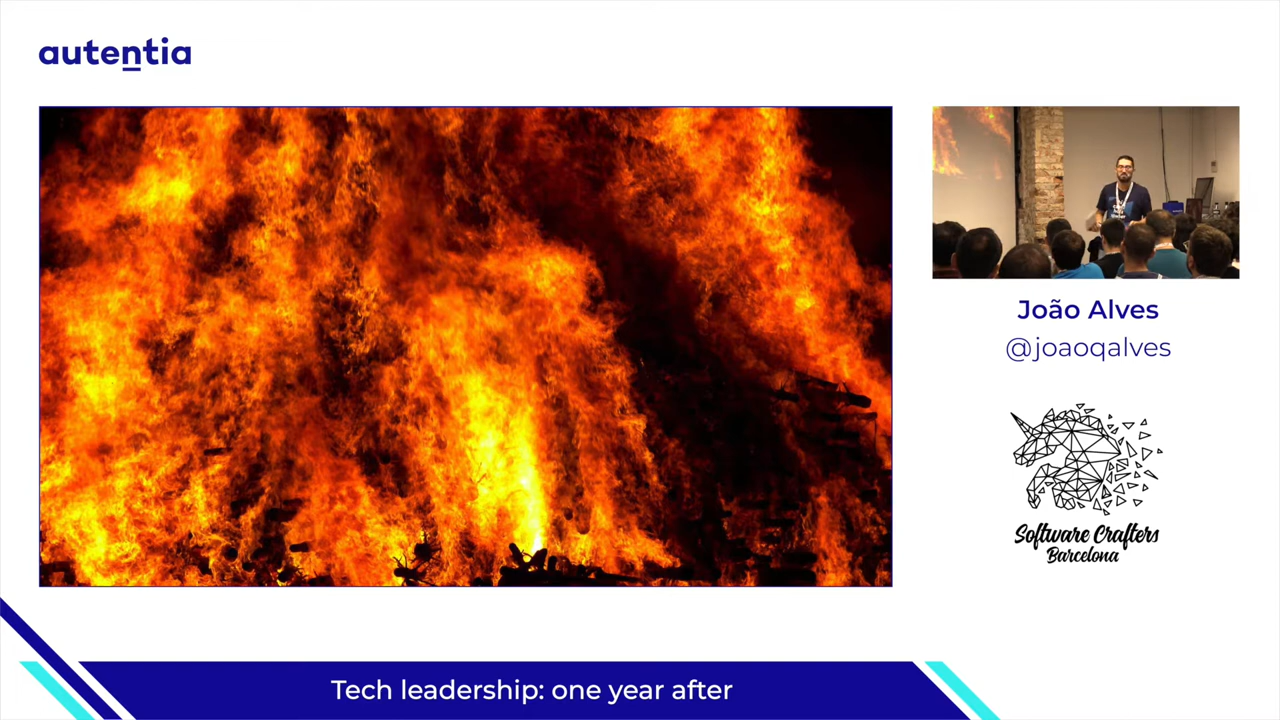 autentia
João Alves
@joaoqalves
Software Crafters
Barcelona
Tech leadership: one year after